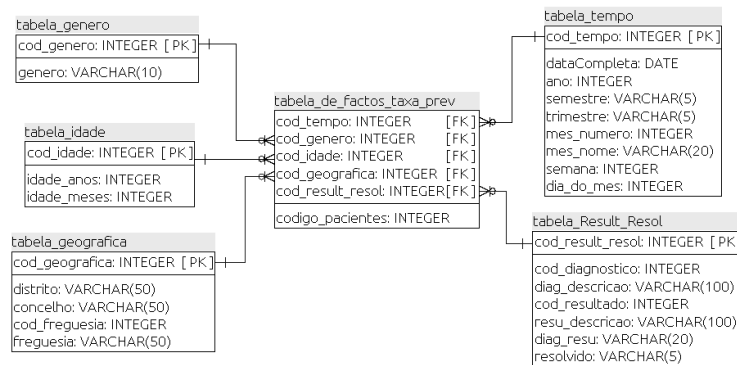 tabela_genero
cod_genero: INTEGER [ PK ]
genero: VARCHAR(10)
tabela_idade
cod_idade: INTEGER [ PK ]
idade_anos: INTEGER
idade_meses: INTEGER
tabela_geografica
cod_geografica: INTEGER [ PK ]
distrito: VARCHAR(50)
concelho: VARCHAR(50)
cod_freguesia: INTEGER
freguesia: VARCHAR(50)
tabela_de_factos_taxa_prev
cod_tempo: INTEGER [FK]
cod_genero: INTEGER [FK]
cod_idade: INTEGER [FK]
cod_geografica: INTEGER [FK]
cod_result_resol: INTEGER[FK]
codigo_pacientes: INTEGER
tabela_tempo
cod_tempo: INTEGER [ PK ]
dataCompleta: DATE
ano: INTEGER
semestre: VARCHAR(5)
trimestre: VARCHAR(5)
mes_numero: INTEGER
mes_nome: VARCHAR(20)
semana: INTEGER
dia_do_mes: INTEGER
tabela_Result_Resol
cod_result_resol: INTEGER [ PK
cod_diagnostico: INTEGER
diag_descricao: VARCHAR(100)
cod_resultado: INTEGER
resu_descricao: VARCHAR(100)
diag_resu: VARCHAR(20)
resolvido: VARCHAR(5)